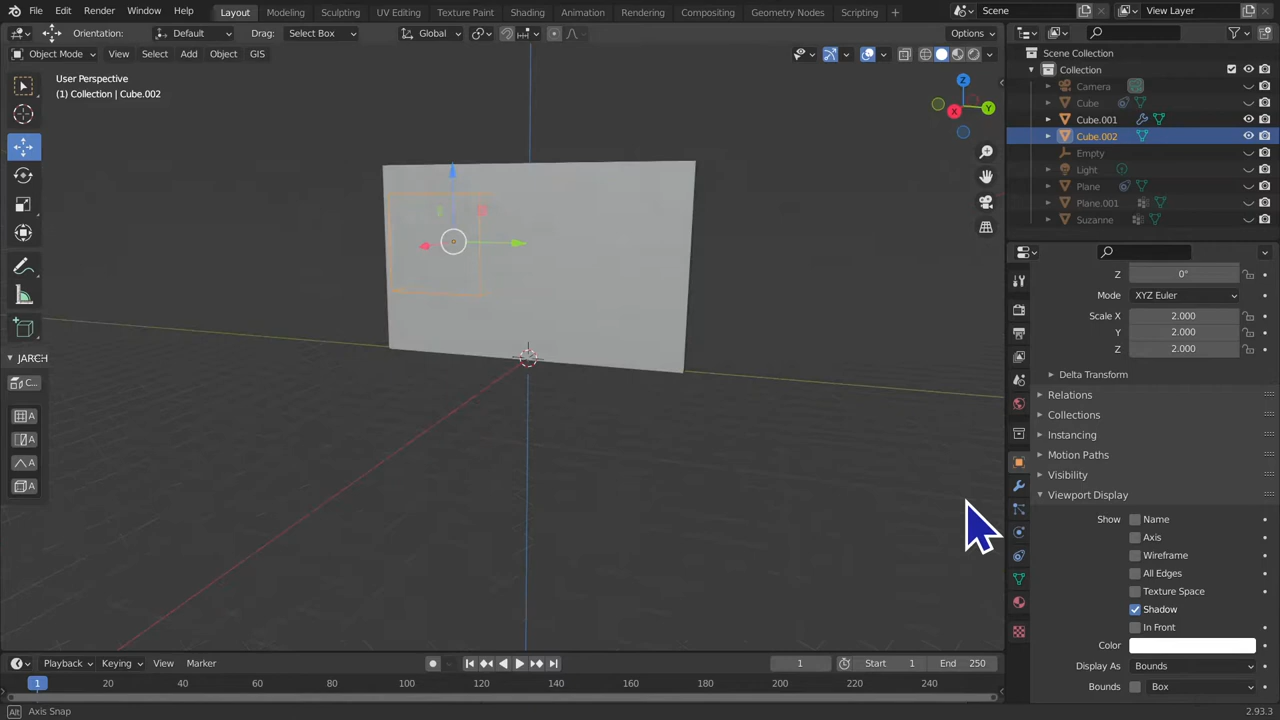 File Edit Render Window Help Layout Modeling Sculpting UV Editing Texture Paint Shading Animation Rendering Compositing Geometry Nodes Scripting + Scene View Layer
Orientation: Default Drag: Select Box Global Options
Object Mode View Select Add Object GIS
User Perspective
(1) Collection | Cube.002
Z
Y
X
JARCH
C...
A
A
A
A
Scene Collection
Collection
Camera
Cube
Cube.001
Cube.002
Empty
Light
Plane
Plane.001
Suzanne
Z 0°
Mode XYZ Euler
Scale X 2.000
Y 2.000
Z 2.000
Delta Transform
Relations
Collections
Instancing
Motion Paths
Visibility
Viewport Display
Show Name
Axis
Wireframe
All Edges
Texture Space
Shadow
In Front
Color
Display As Bounds
Bounds Box
Playback Keying View Marker 1 Start 1 End 250
1 20 40 60 80 100 120 140 160 180 200 220 240
Alt Axis Snap 2.93.3